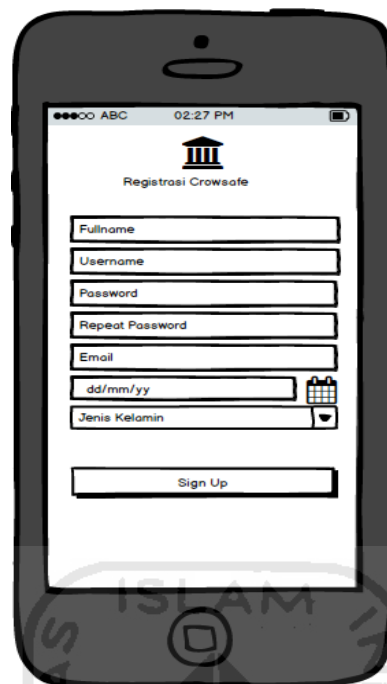 ABC 02:27 PM
Registrasi Crowsafe
Fullname
Username
Password
Repeat Password
Email
dd/mm/yy
Jenis Kelamin
Sign Up
ISLAM